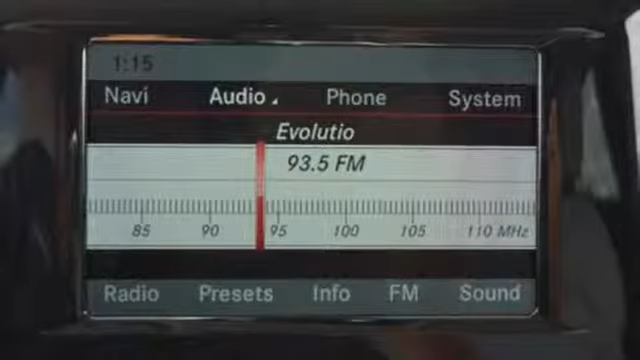 1:15
Navi Audio Phone System
Evolutio
93.5 FM
85 90 95 100 105 110 MHz
Radio Presets Info FM Sound